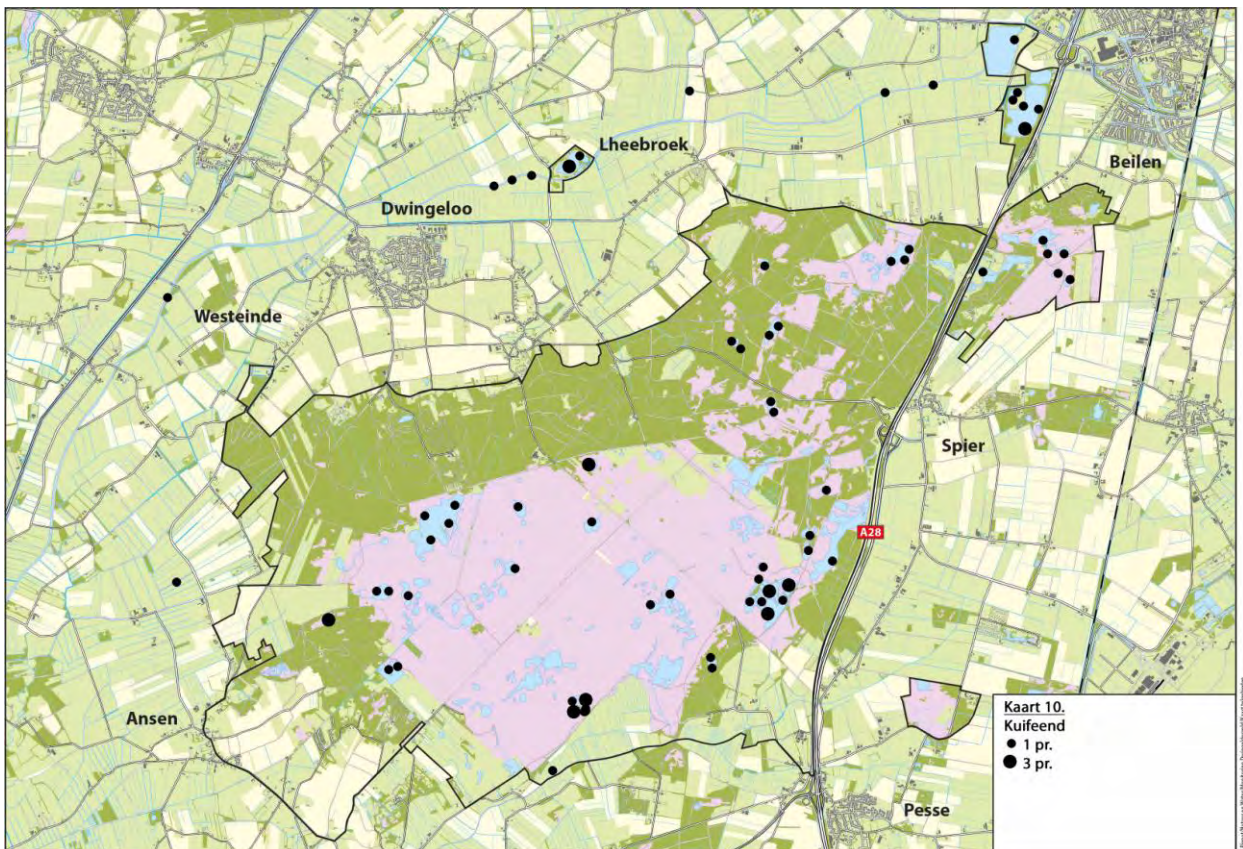 Lheebroek
Beilen
Dwingeloo
Westeinde
Spier
A28
Ansen
Pesse
Kaart 10.
Kuifeend
1 pr.
3 pr.